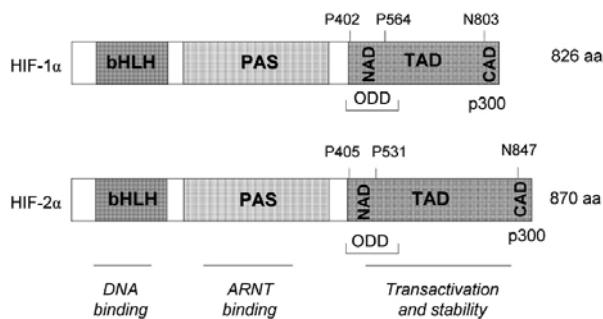 P402 P564 N803
HIF-1α bHLH PAS NAD TAD CAD 826 aa
ODD p300
P405 P531 N847
HIF-2α bHLH PAS NAD TAD CAD 870 aa
ODD p300
DNA ARNT Transactivation
binding binding and stability